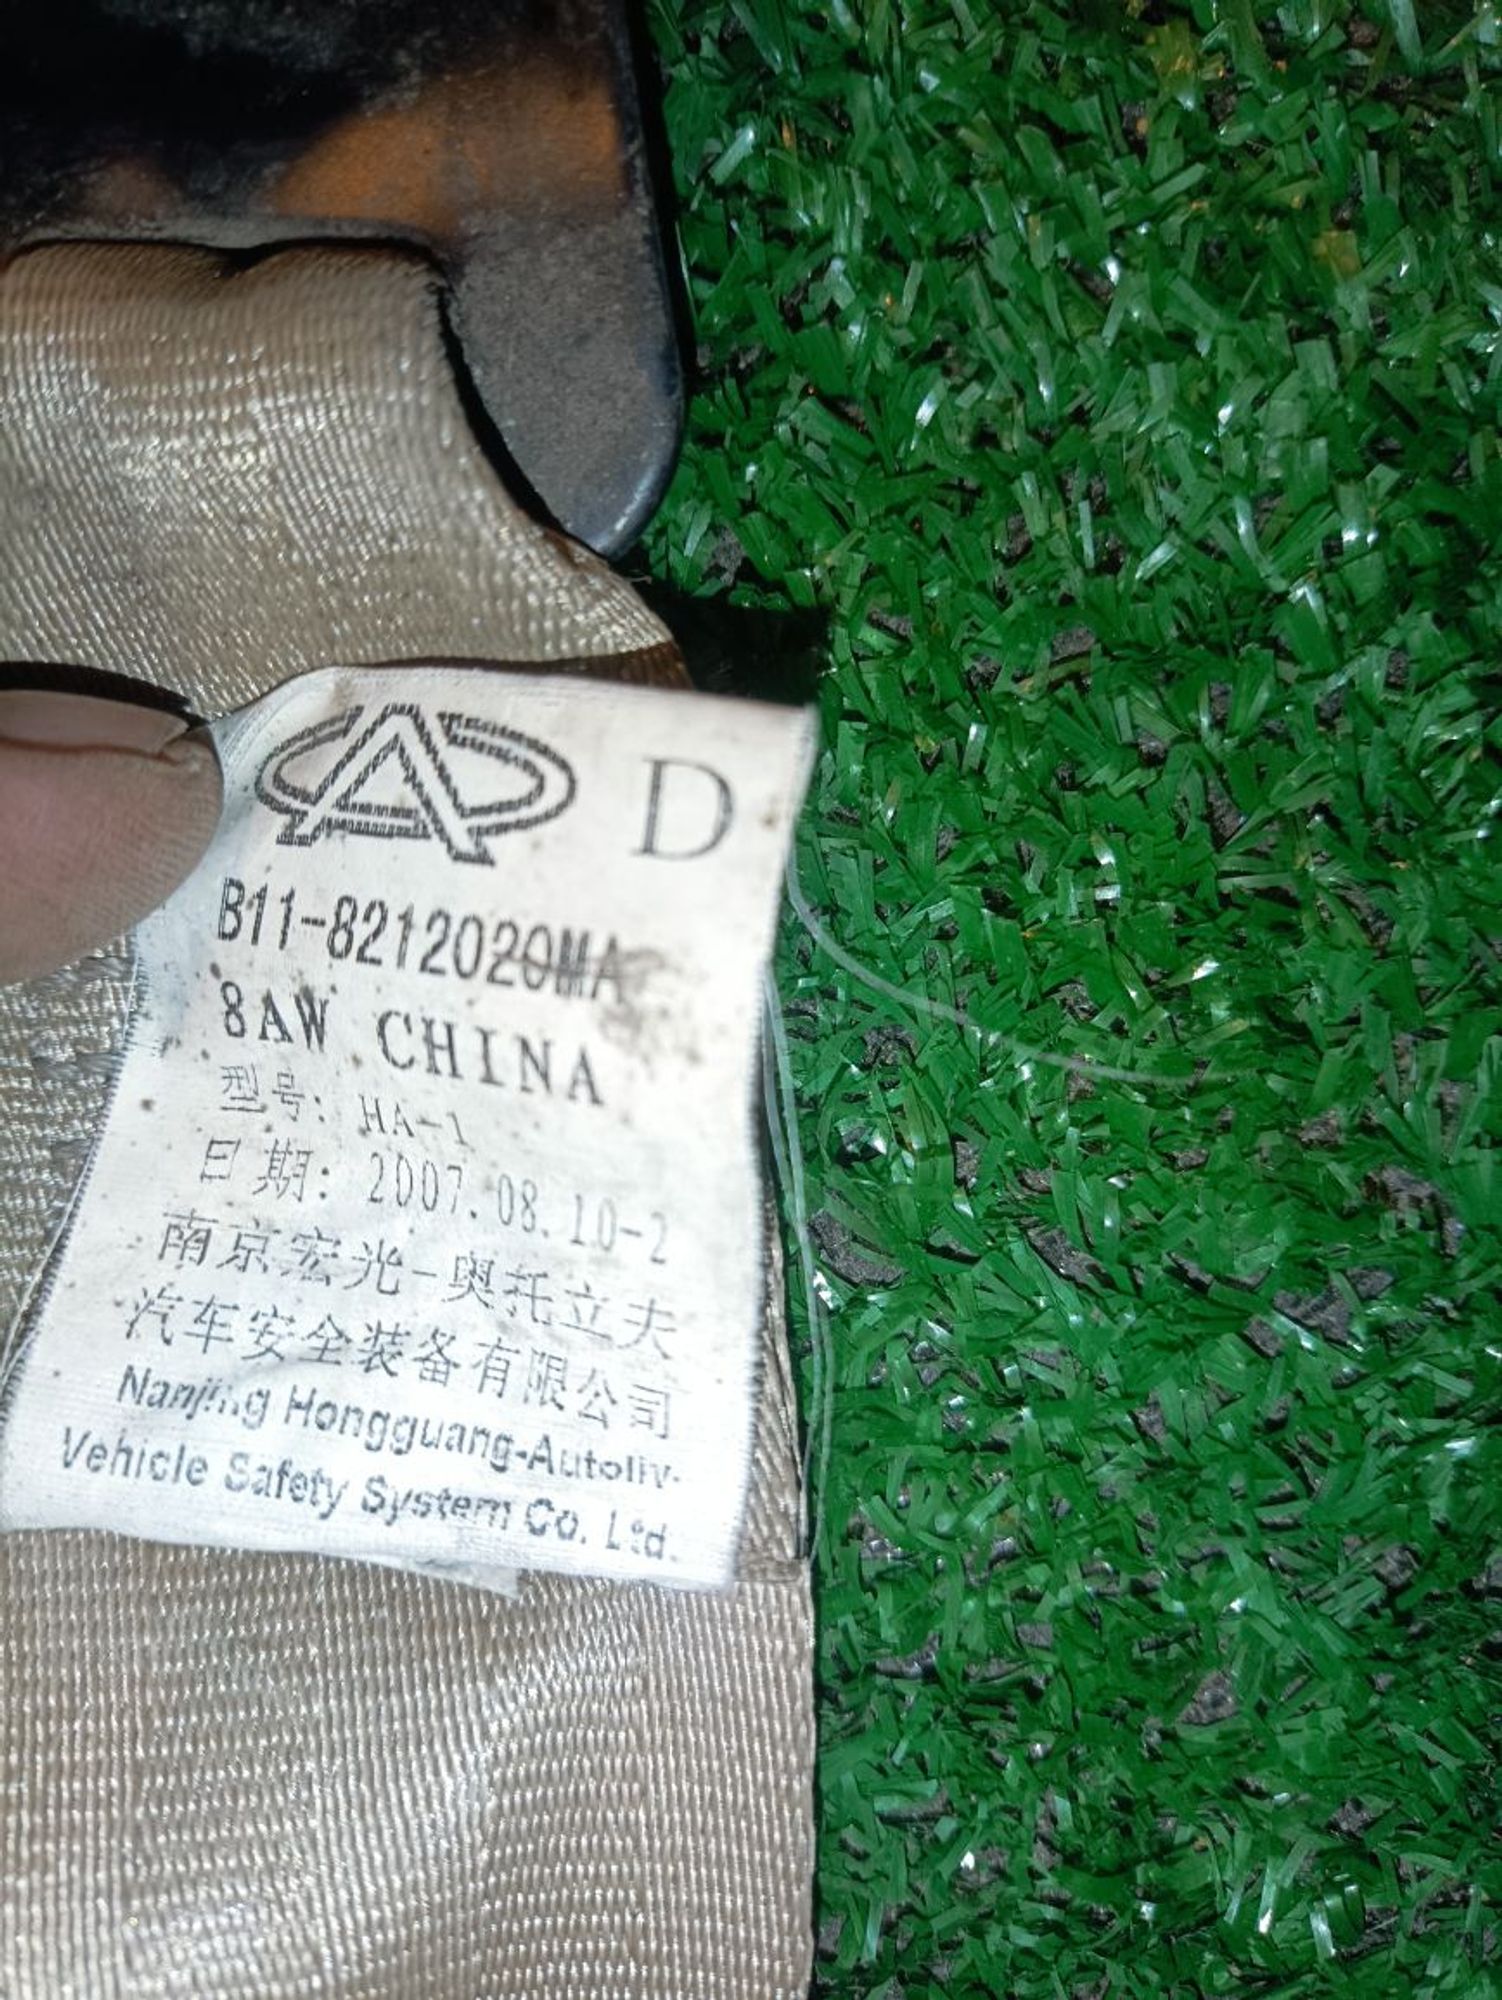 D
B11-8212020MA
8AW CHINA
型号: HA-1
日期: 2007.08.10-2
南京宏光-奥托立夫
汽车安全装备有限公司
Nanjing Hongguang-Autoliv-
Vehicle Safety System Co. Ltd.